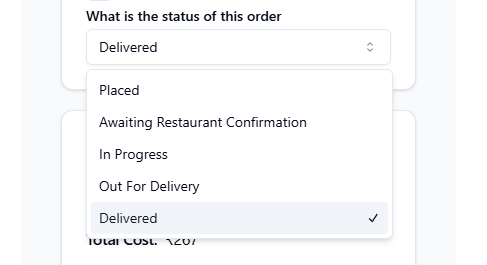 What is the status of this order
Delivered
Placed
Awaiting Restaurant Confirmation
In Progress
Out For Delivery
Delivered
Total Cost: ₹267